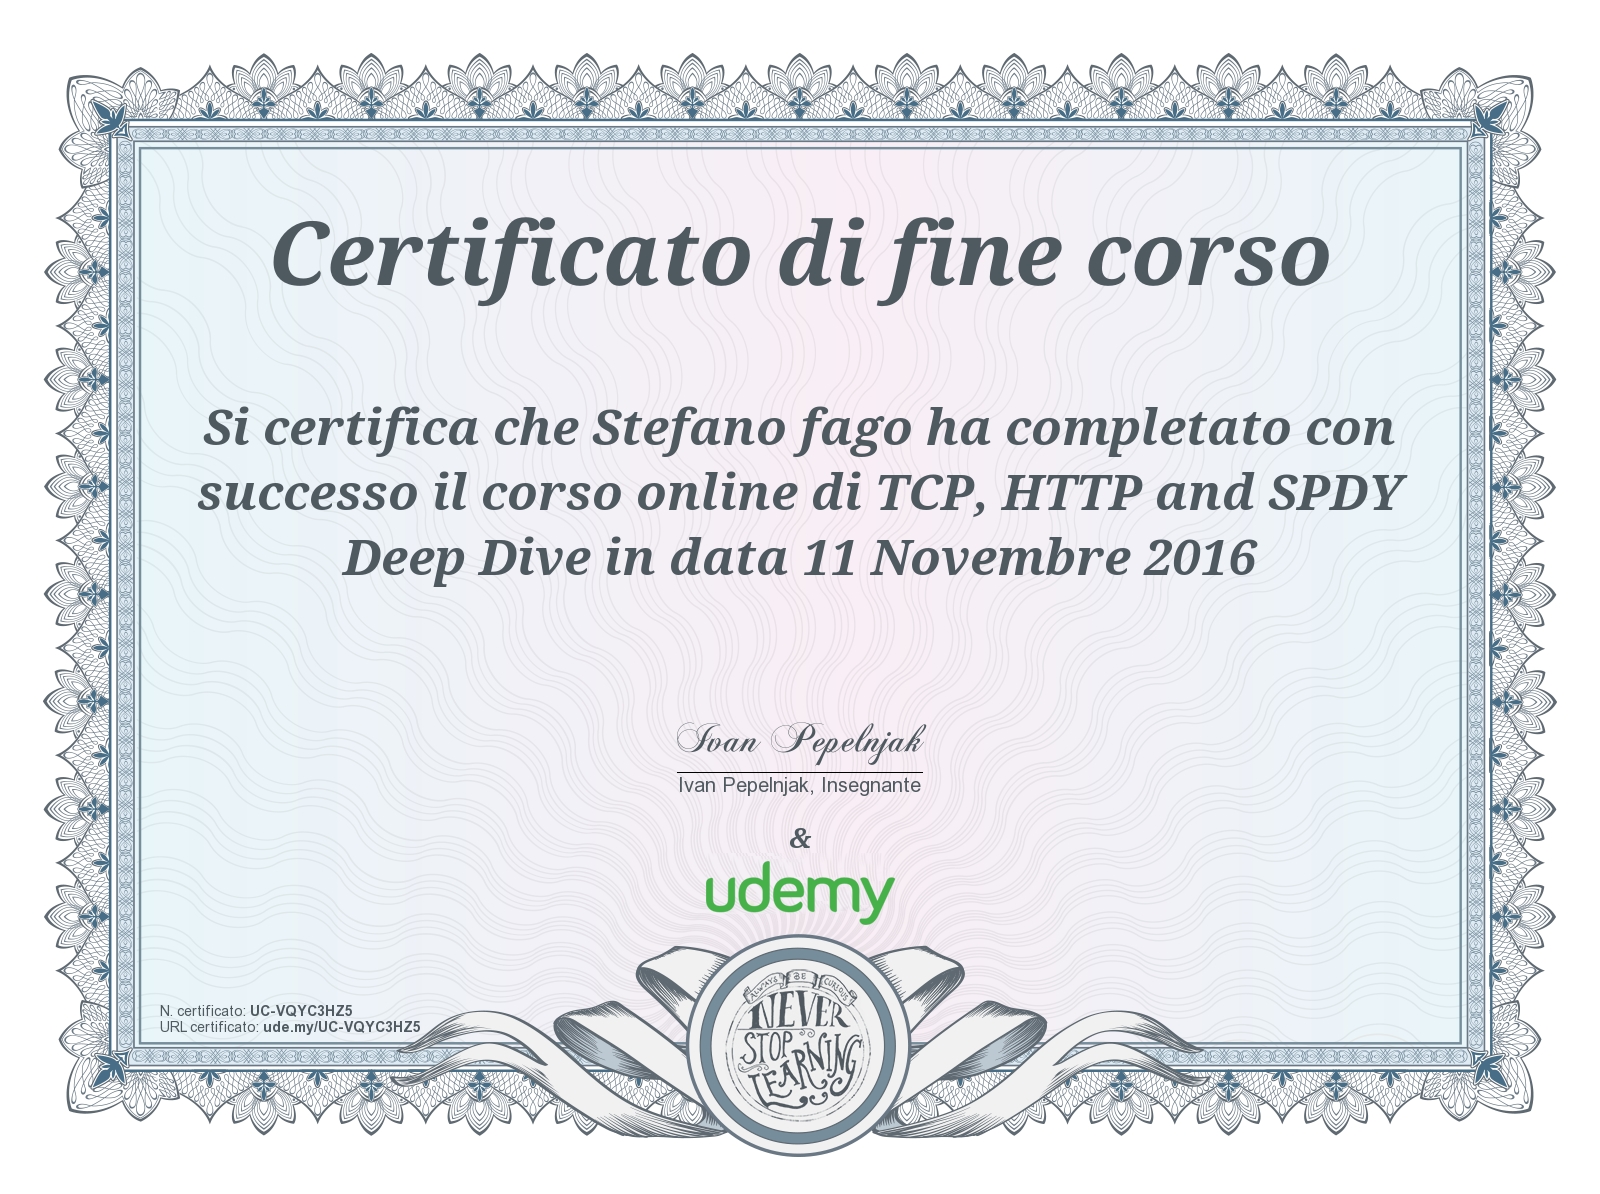 Certificato di fine corso
Si certifica che Stefano fago ha completato con
successo il corso online di TCP, HTTP and SPDY
Deep Dive in data 11 Novembre 2016
Ivan Pepelnjak
Ivan Pepelnjak, Insegnante
&
udemy
N. certificato: UC-VQYC3HZ5
URL certificato: ude.my/UC-VQYC3HZ5
ALWAYS BE CURIOUS
NEVER
STOP
LEARNING